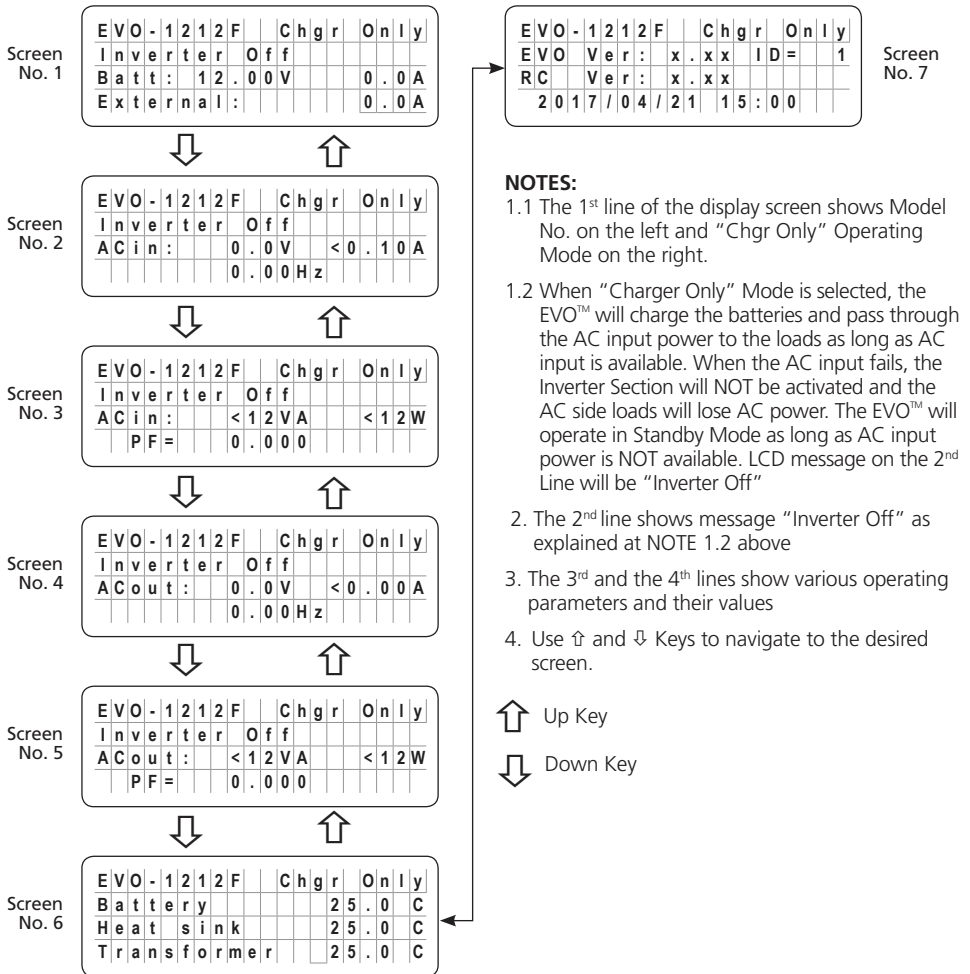 Screen No. 1
EVO-1212F Chgr Only
Inverter Off
Batt: 12.00V 0.0A
External: 0.0A
Screen No. 2
EVO-1212F Chgr Only
Inverter Off
ACin: 0.0V <0.10A
0.00Hz
Screen No. 3
EVO-1212F Chgr Only
Inverter Off
ACin: <12VA <12W
PF= 0.000
Screen No. 4
EVO-1212F Chgr Only
Inverter Off
ACout: 0.0V <0.00A
0.00Hz
Screen No. 5
EVO-1212F Chgr Only
Inverter Off
ACout: <12VA <12W
PF= 0.000
Screen No. 6
EVO-1212F Chgr Only
Battery 25.0 C
Heat sink 25.0 C
Transformer 25.0 C
Screen No. 7
EVO-1212F Chgr Only
EVO Ver: x.xx ID= 1
RC Ver: x.xx
2017/04/21 15:00
NOTES:
1.1 The 1st line of the display screen shows Model
No. on the left and “Chgr Only” Operating
Mode on the right.
1.2 When “Charger Only” Mode is selected, the
EVO™ will charge the batteries and pass through
the AC input power to the loads as long as AC
input is available. When the AC input fails, the
Inverter Section will NOT be activated and the
AC side loads will lose AC power. The EVO™ will
operate in Standby Mode as long as AC input
power is NOT available. LCD message on the 2nd
Line will be “Inverter Off”
2. The 2nd line shows message “Inverter Off” as
explained at NOTE 1.2 above
3. The 3rd and the 4th lines show various operating
parameters and their values
4. Use ⇧ and ⇩ Keys to navigate to the desired
screen.
Up Key
Down Key